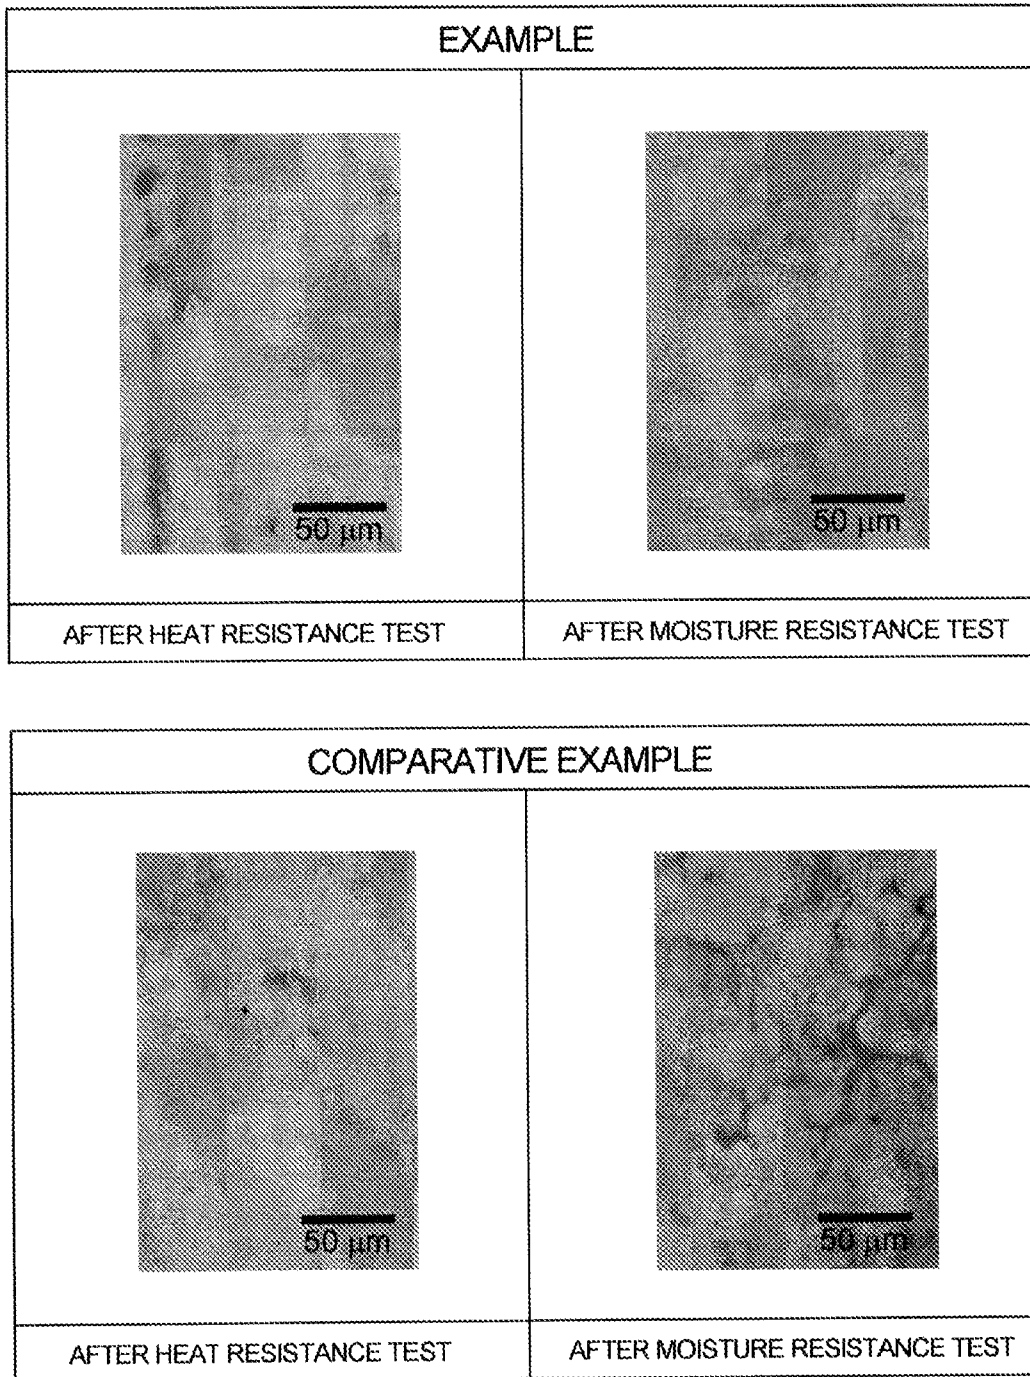 EXAMPLE
50 μm
50 μm
AFTER HEAT RESISTANCE TEST
AFTER MOISTURE RESISTANCE TEST
COMPARATIVE EXAMPLE
50 μm
50 μm
AFTER HEAT RESISTANCE TEST
AFTER MOISTURE RESISTANCE TEST